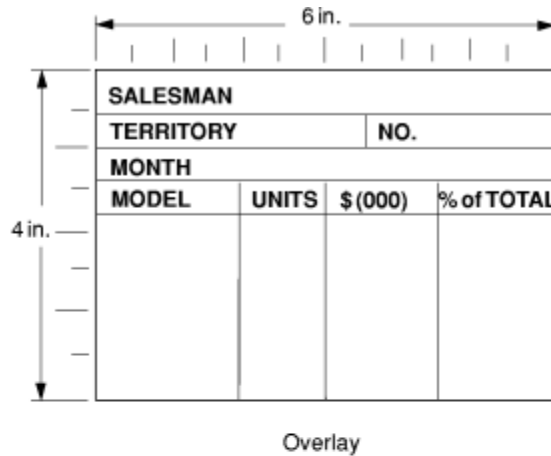 6 in.
SALESMAN
TERRITORY NO.
MONTH
MODEL UNITS $(000) % of TOTAL
4 in.
Overlay